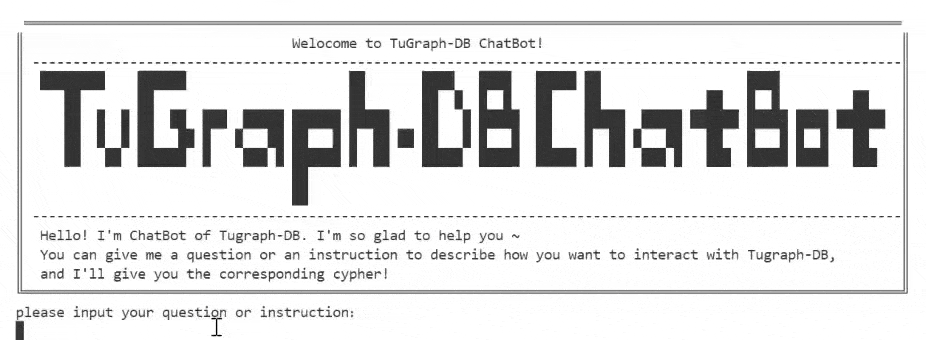 Welocome to TuGraph-DB ChatBot!
TuGraph-DB ChatBot
Hello! I'm ChatBot of Tugraph-DB. I'm so glad to help you ~
You can give me a question or an instruction to describe how you want to interact with Tugraph-DB,
and I'll give you the corresponding cypher!
please input your question or instruction: